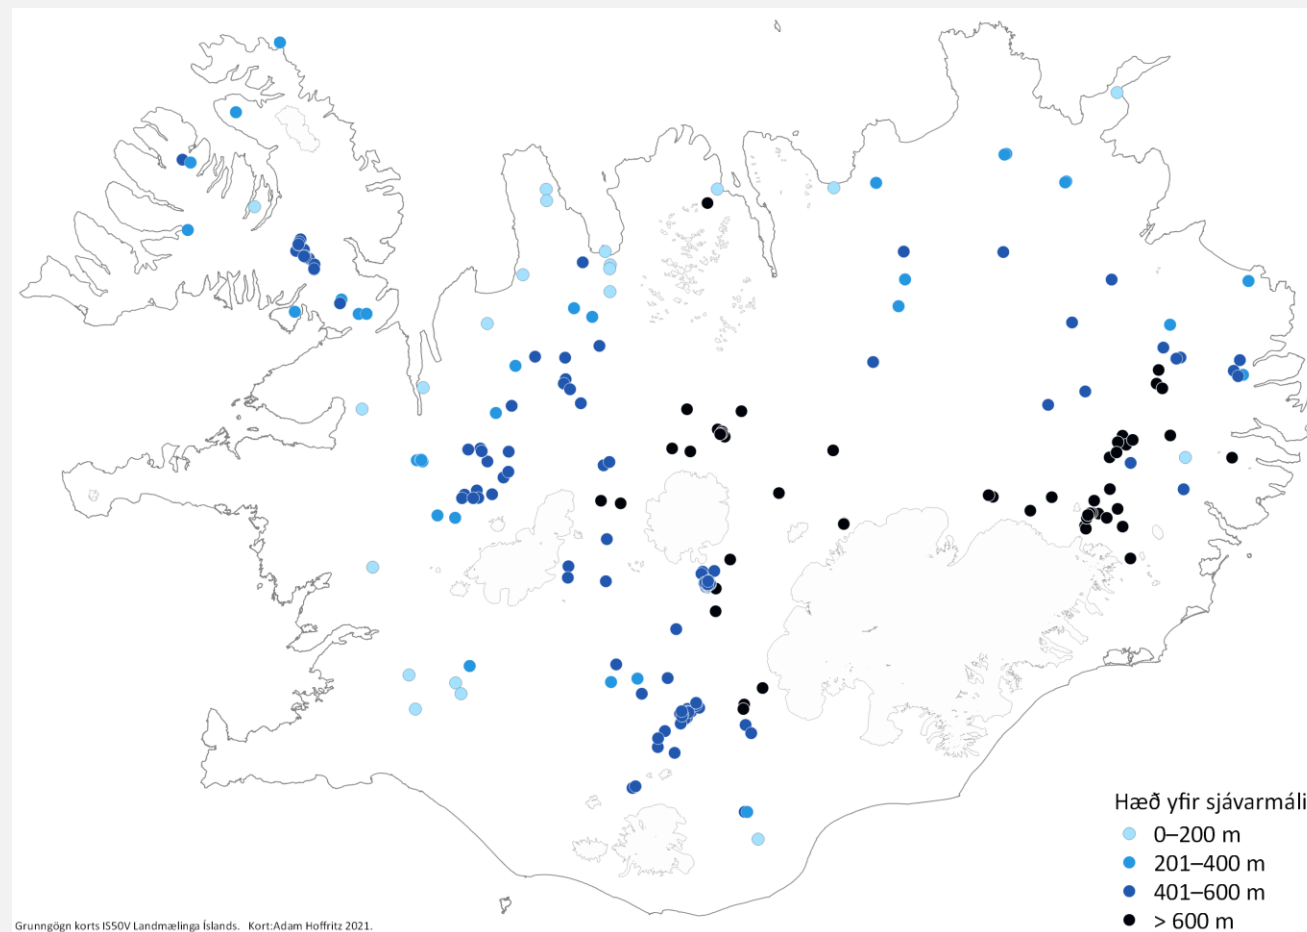 Hæð yfir sjávarmáli
0–200 m
201–400 m
401–600 m
> 600 m
Grunngögn korts IS50V Landmælinga Íslands. Kort:Adam Hoffritz 2021.